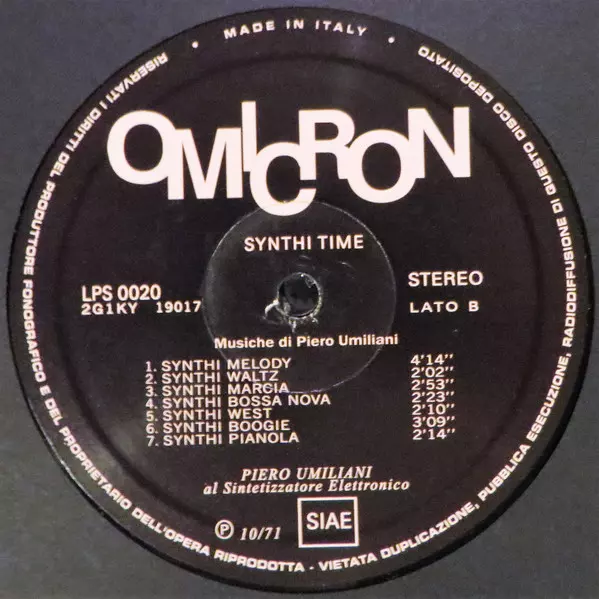 RISERVATI I DIRITTI DEL PRODUTTORE FONOGRAFICO E DEL PROPRIETARIO DELL'OPERA RIPRODOTTA - VIETATA DUPLICAZIONE, PUBBLICA ESECUZIONE, RADIODIFFUSIONE DI QUESTO DISCO DEPOSITATO
• MADE IN ITALY •
OMICRON
SYNTHI TIME
LPS 0020 STEREO
2G1KY 19017 LATO B
Musiche di Piero Umiliani
1. SYNTHI MELODY 4'14''
2. SYNTHI WALTZ 2'02''
3. SYNTHI MARCIA 2'53''
4. SYNTHI BOSSA NOVA 2'23''
5. SYNTHI WEST 2'10''
6. SYNTHI BOOGIE 3'09''
7. SYNTHI PIANOLA 2'14''
PIERO UMILIANI
al Sintetizzatore Elettronico
Ⓟ 10/71 SIAE